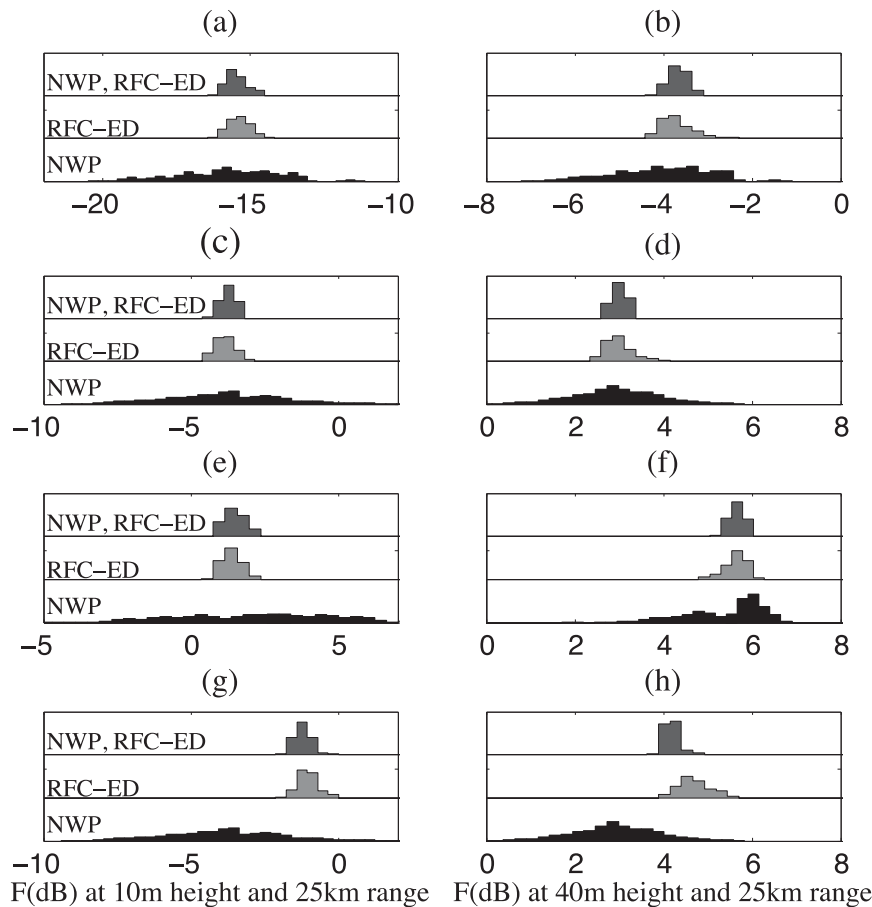 (a) (b)
NWP, RFC−ED
RFC−ED
NWP
−20 −15 −10 −8 −6 −4 −2 0
(c) (d)
NWP, RFC−ED
RFC−ED
NWP
−10 −5 0 0 2 4 6 8
(e) (f)
NWP, RFC−ED
RFC−ED
NWP
−5 0 5 0 2 4 6 8
(g) (h)
NWP, RFC−ED
RFC−ED
NWP
−10 −5 0 0 2 4 6 8
F(dB) at 10m height and 25km range F(dB) at 40m height and 25km range